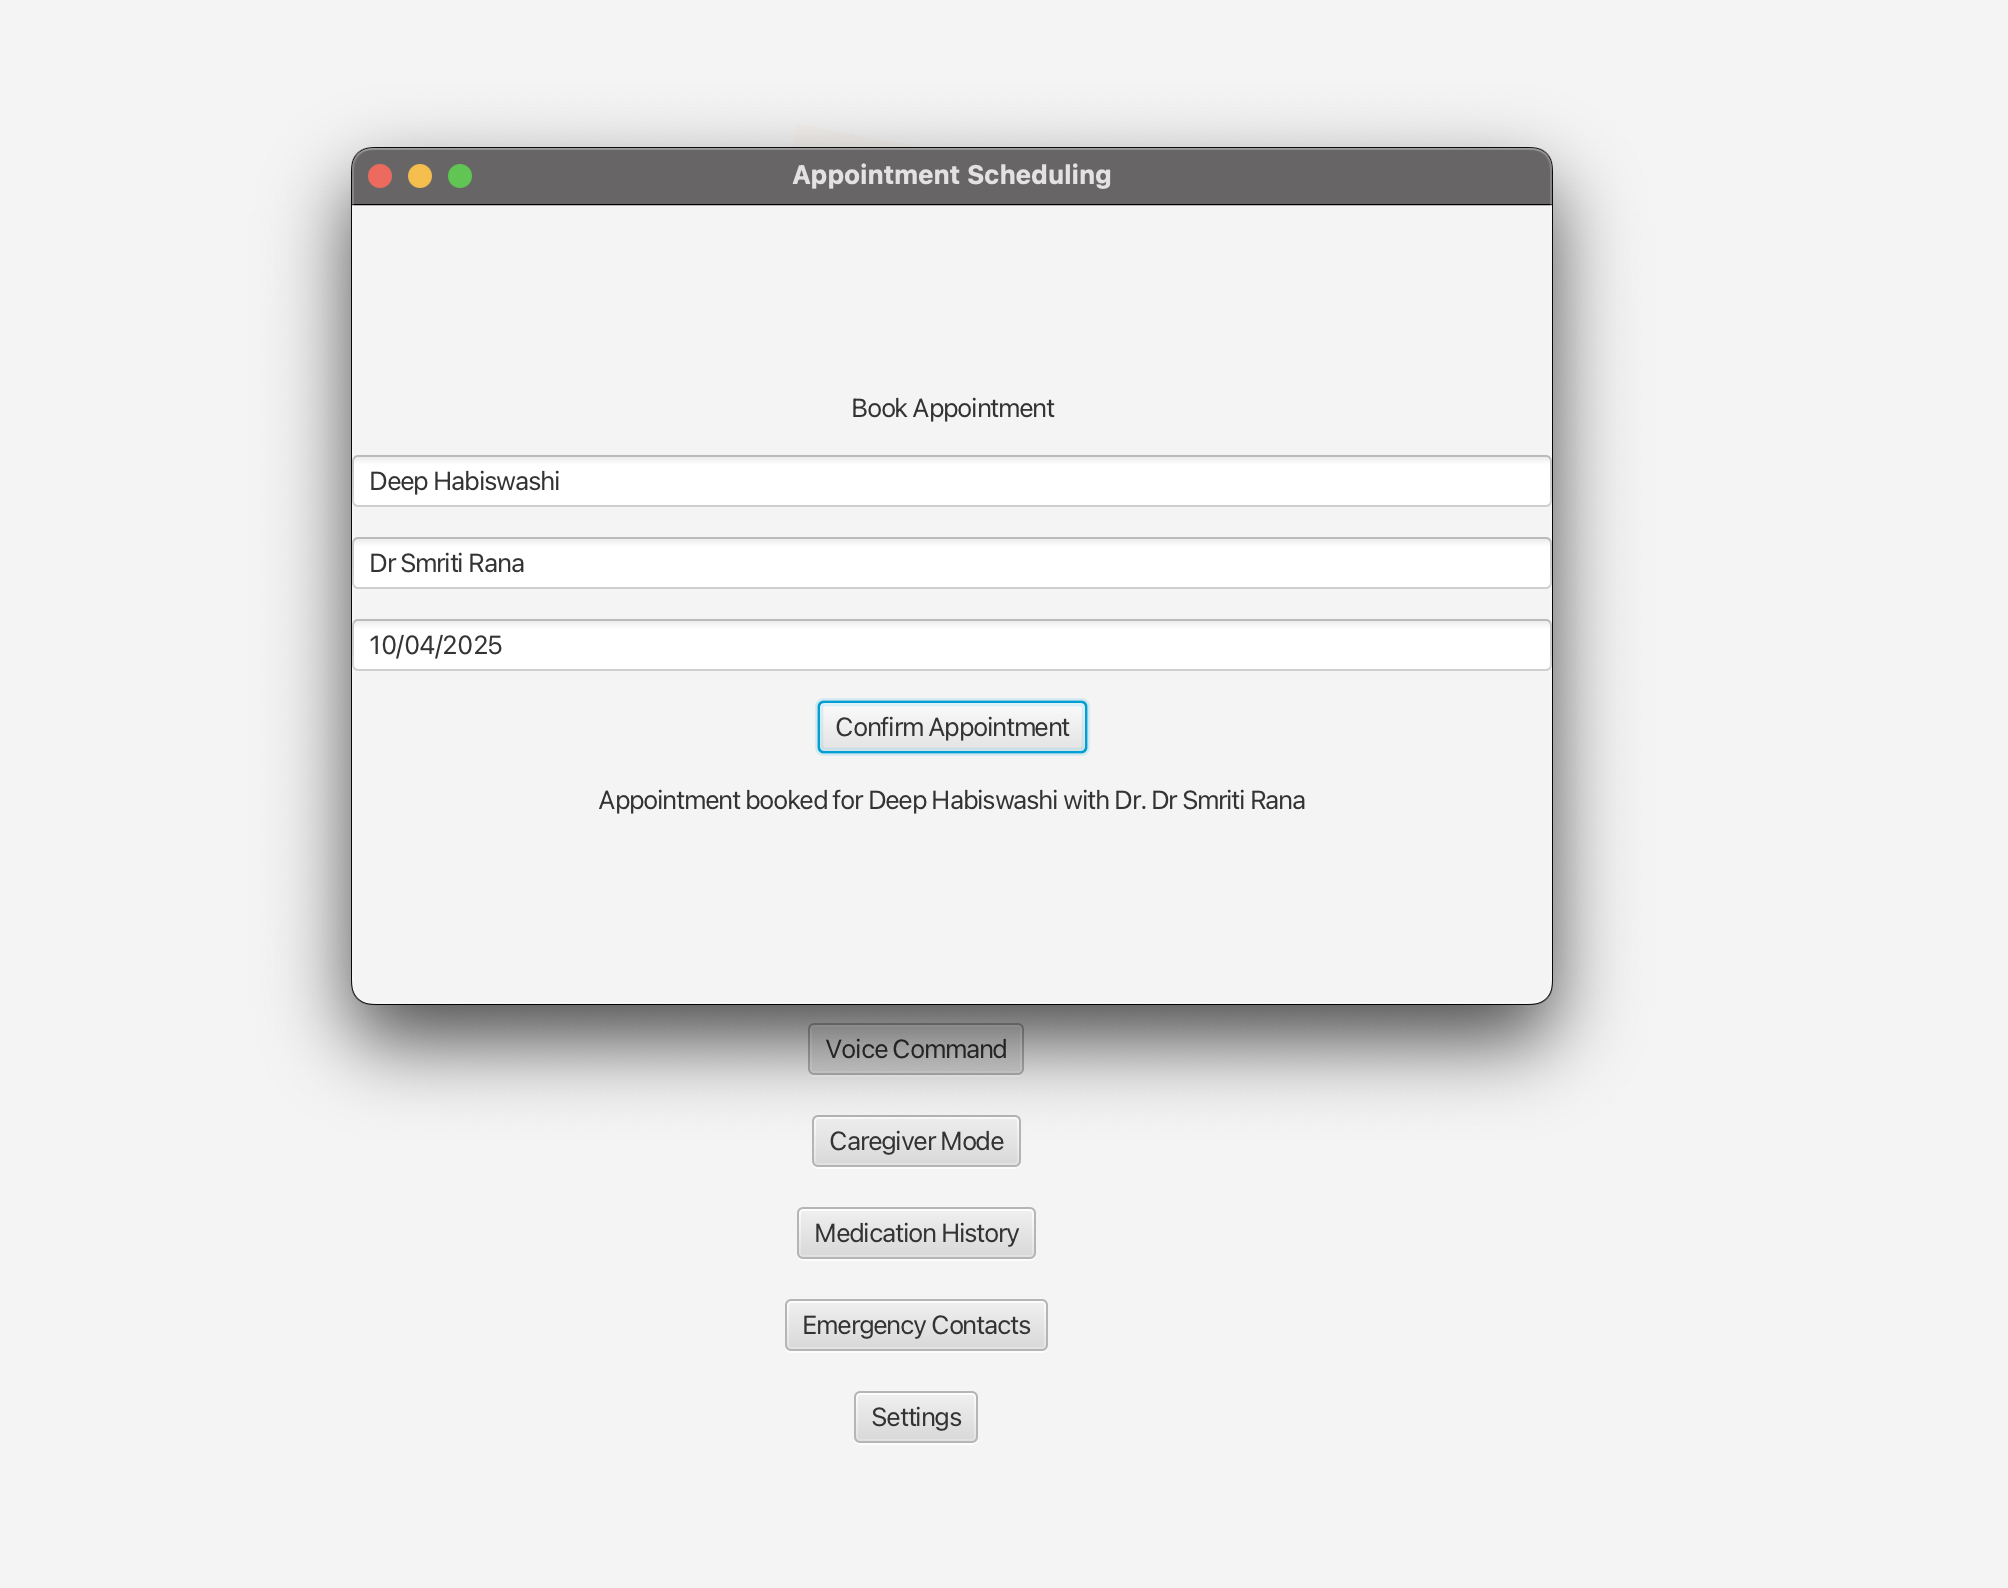 Appointment Scheduling
Book Appointment
Deep Habiswashi
Dr Smriti Rana
10/04/2025
Confirm Appointment
Appointment booked for Deep Habiswashi with Dr. Dr Smriti Rana
Voice Command
Caregiver Mode
Medication History
Emergency Contacts
Settings